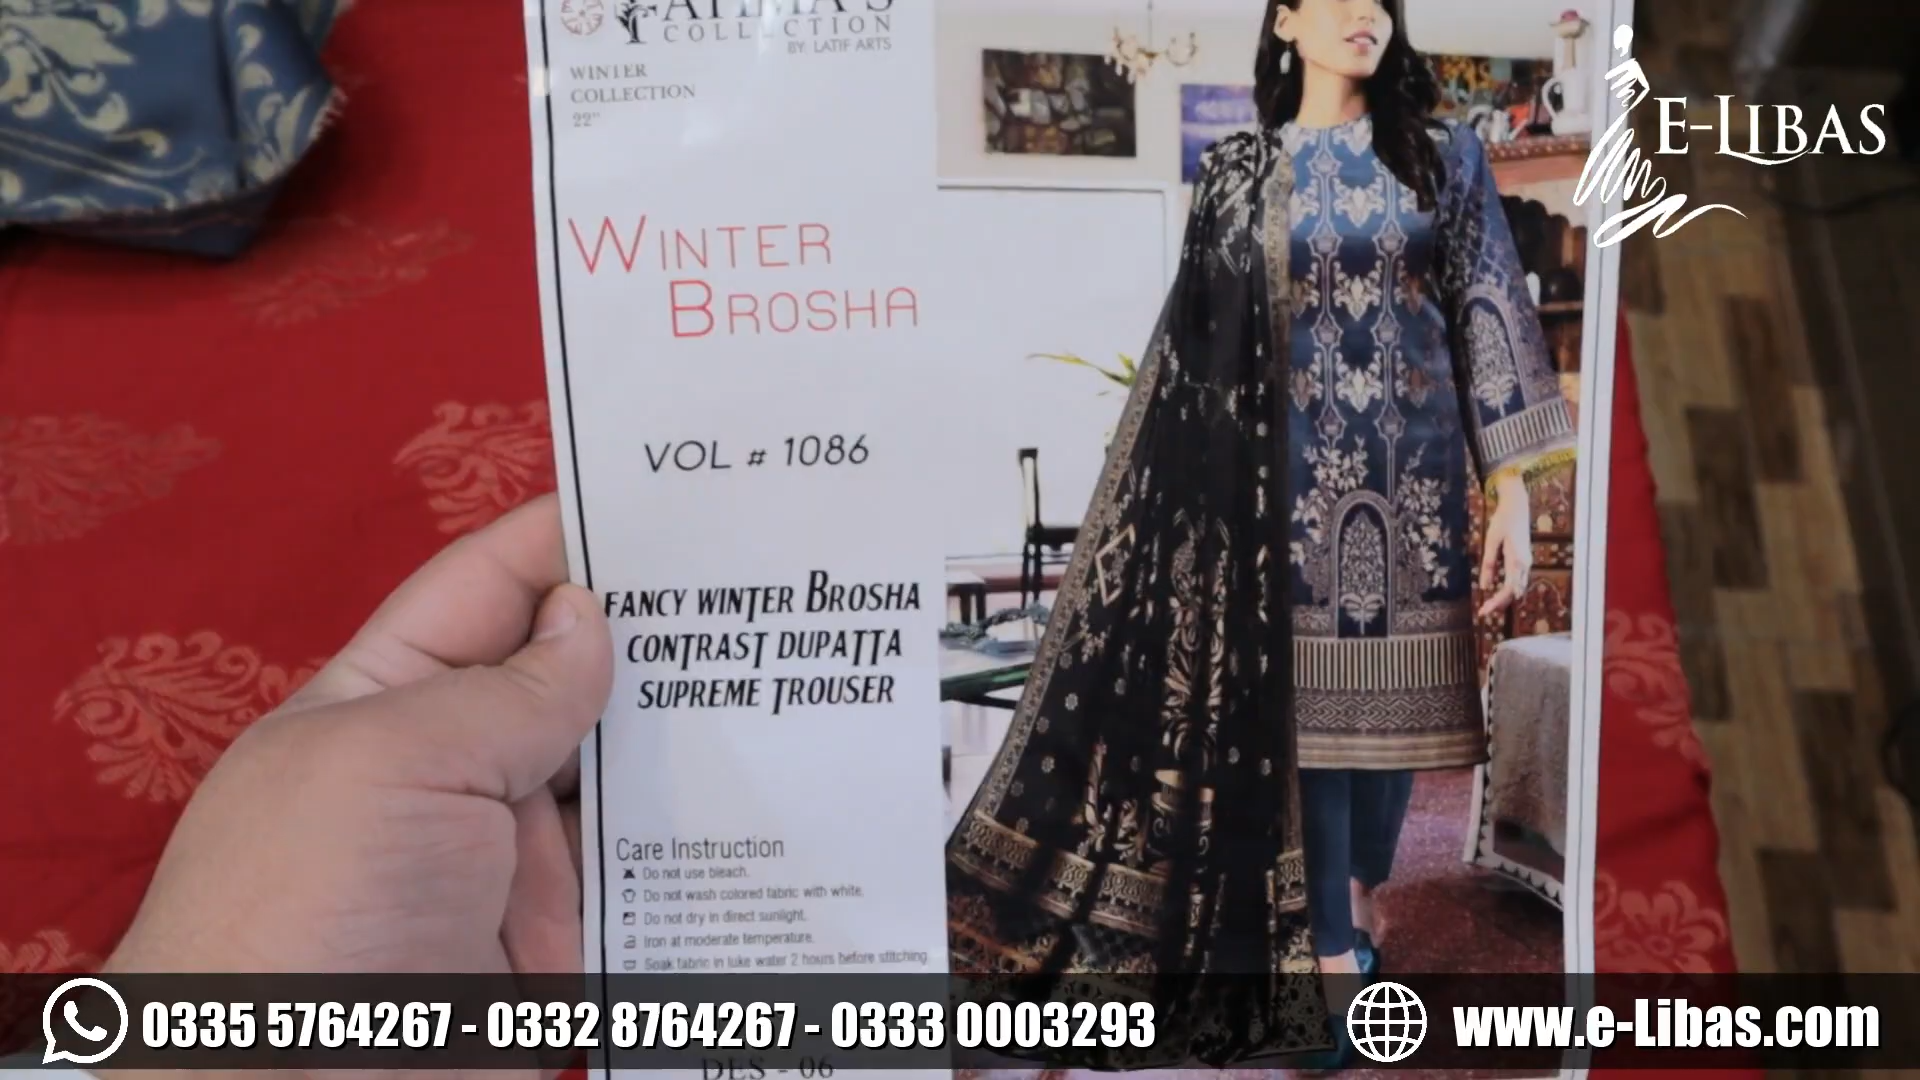 COLLECTION
BY: LATIF ARTS
WINTER
COLLECTION
22"
WINTER
BROSHA
VOL # 1086
FANCY WINTER BROSHA
CONTRAST DUPATTA
SUPREME TROUSER
Care Instruction
Do not use bleach.
Do not wash colored fabric with white.
Do not dry in direct sunlight.
Iron at moderate temperature.
Soak fabric in luke water 2 hours before stitching.
DES - 06
E-LIBAS
0335 5764267 - 0332 8764267 - 0333 0003293
www.e-Libas.com